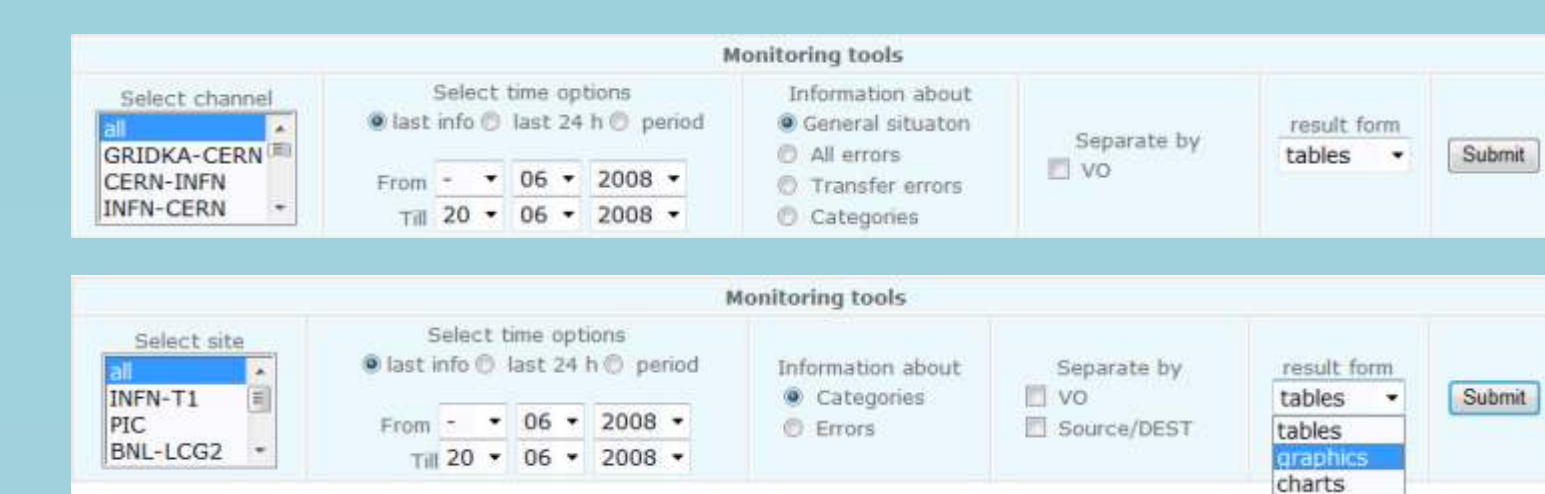 Monitoring tools
Select channel
all
GRIDKA-CERN
CERN-INFN
INFN-CERN
Select time options
last info last 24 h period
From - 06 2008
Till 20 06 2008
Information about
General situaton
All errors
Transfer errors
Categories
Separate by
VO
result form
tables
Submit
Monitoring tools
Select site
all
INFN-T1
PIC
BNL-LCG2
Select time options
last info last 24 h period
From - 06 2008
Till 20 06 2008
Information about
Categories
Errors
Separate by
VO
Source/DEST
result form
tables
tables
graphics
charts
Submit